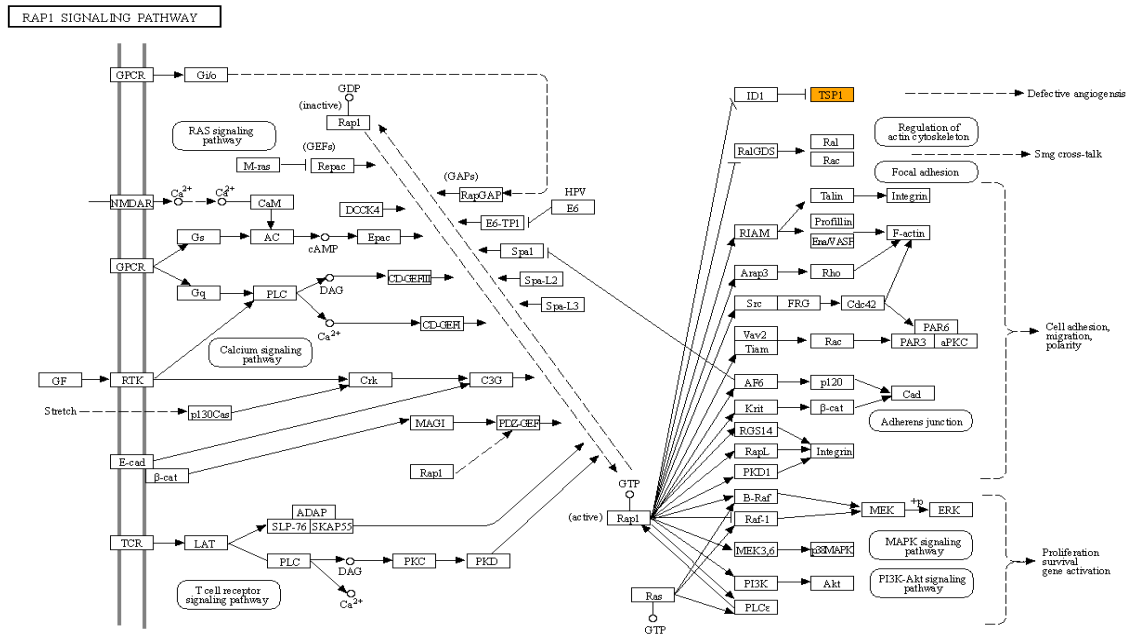 RAP1 SIGNALING PATHWAY
GPCR
Gi/o
GDP
(inactive)
Rap1
RAS signaling
pathway
(GEFs)
M-ras
Repac
(GAPs)
RapGAP
HPV
E6
NMDAR
Ca2+
Ca2+
CaM
DOCK4
E6-TP1
Gs
AC
cAMP
Epac
Spa1
GPCR
Gq
PLC
DAG
CD-GEFIII
Spa-L2
Spa-L3
Ca2+
CD-GEFI
Calcium signaling
pathway
GF
RTK
Crk
C3G
Stretch
p130Cas
MAGI
PDZ-GEF
E-cad
β-cat
Rap1
GTP
(active)
Rap1
ADAP
SLP-76
SKAP55
TCR
LAT
PLC
DAG
PKC
PKD
Ca2+
T cell receptor
signaling pathway
Ras
GTP
ID1
TSP1
Defective angiogensis
RalGDS
Ral
Rac
Regulation of
actin cytoskeleton
Smg cross-talk
Focal adhesion
Talin
Integrin
RIAM
Profillin
Ena/VASP
F-actin
Arap3
Rho
Src
FRG
Cdc42
PAR6
PAR3
aPKC
Vav2
Tiam
Rac
Cell adhesion,
migration,
polarity
AF6
p120
Cad
Krit
β-cat
Adherens junction
RGS14
RapL
Integrin
PKD1
B-Raf
Raf-1
MEK
+p
ERK
MEK3,6
p38MAPK
MAPK signaling
pathway
PI3K
Akt
PI3K-Akt signaling
pathway
PLCε
Proliferation
survival
gene activation